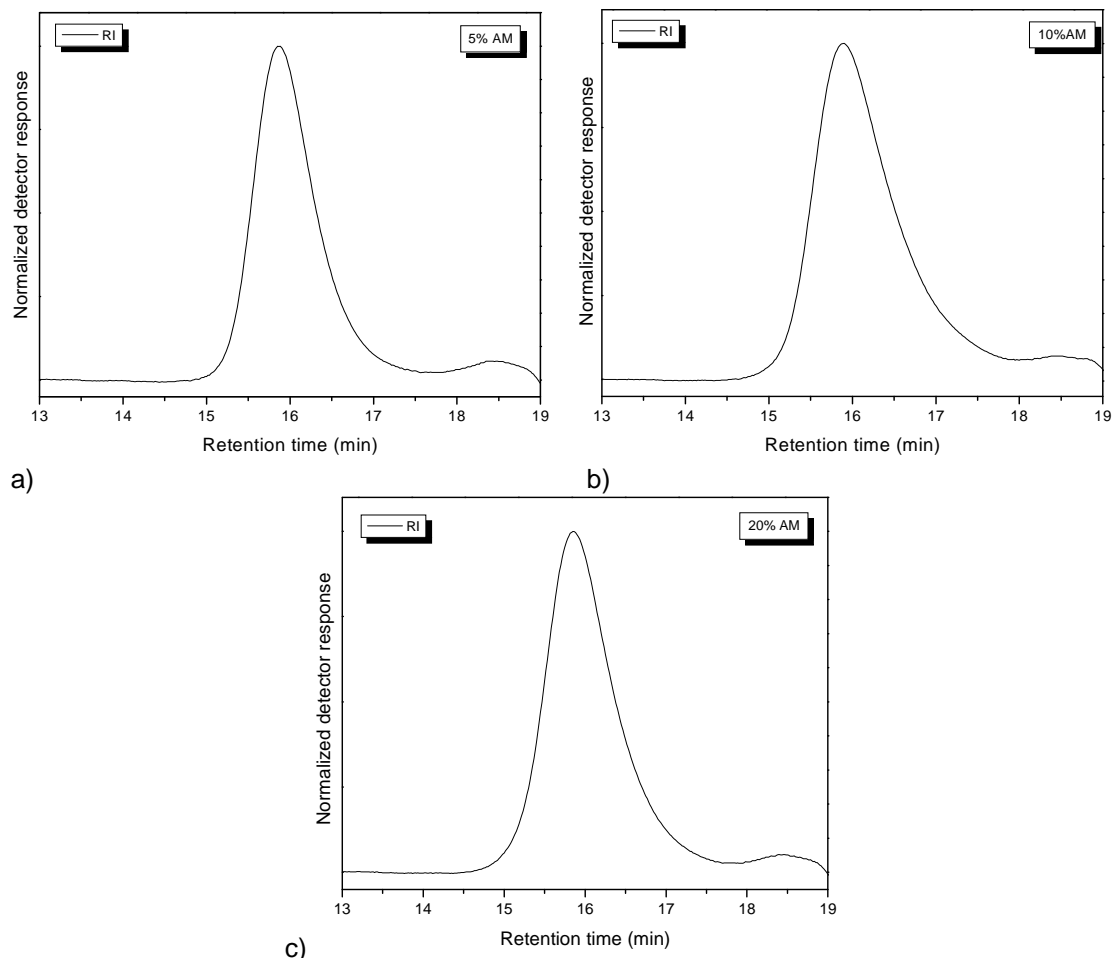 RI
5% AM
Normalized detector response
13 14 15 16 17 18 19
Retention time (min)
a)
RI
10%AM
Normalized detector response
13 14 15 16 17 18 19
Retention time (min)
b)
RI
20% AM
Normalized detector response
13 14 15 16 17 18 19
Retention time (min)
c)